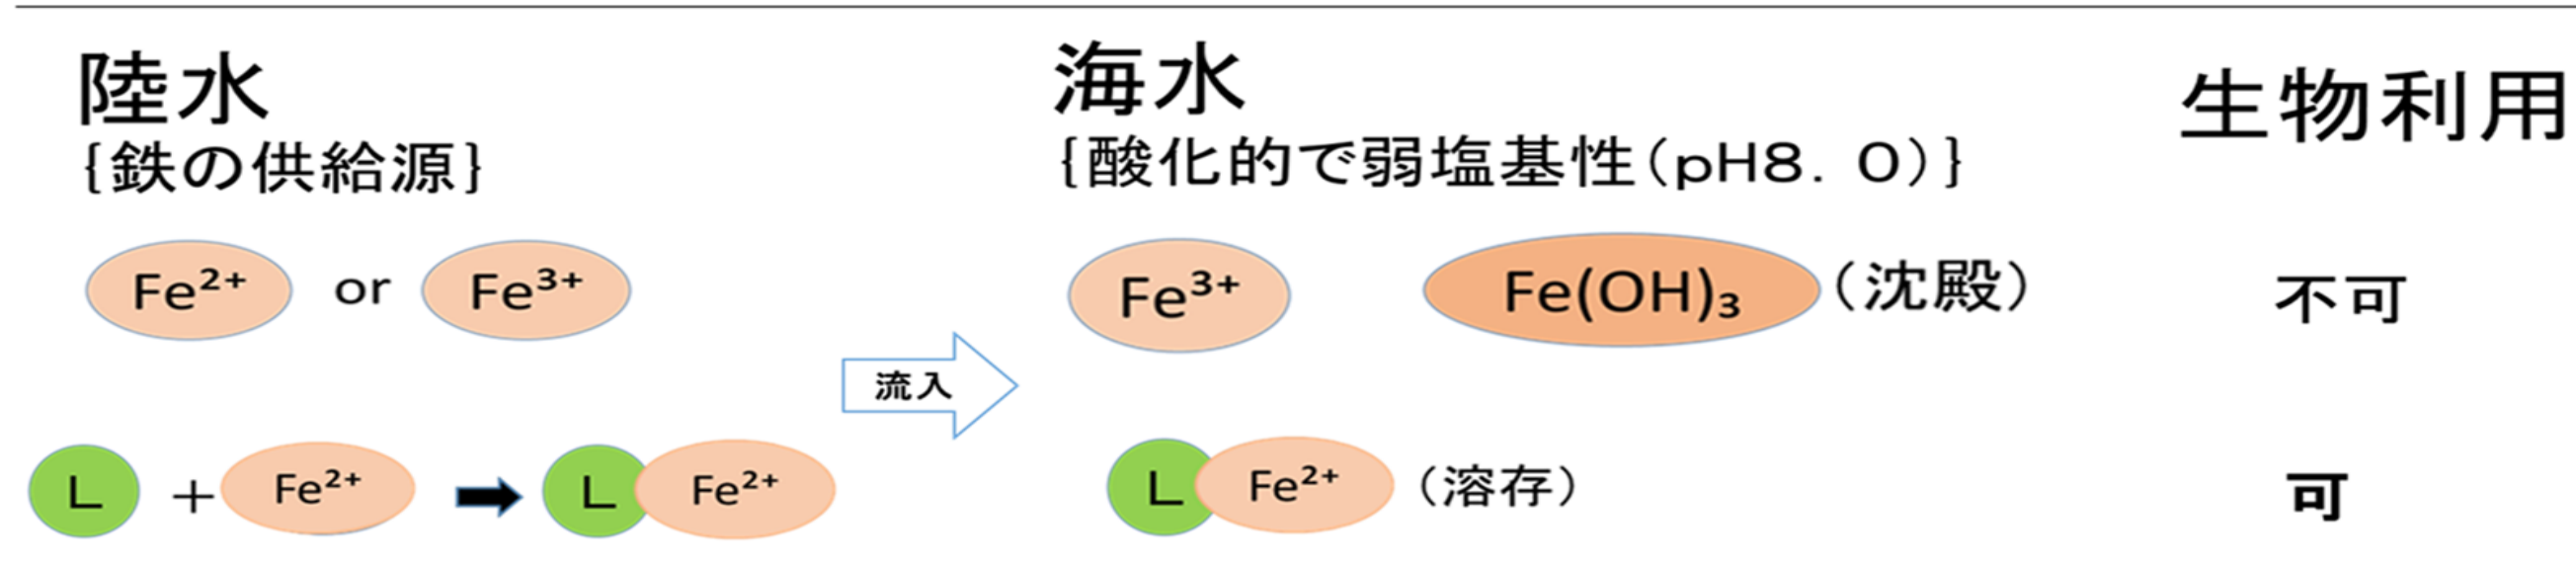 陸水 海水 生物利用
{鉄の供給源} {酸化的で弱塩基性(pH8. 0)}
Fe²⁺ or Fe³⁺ Fe³⁺ Fe(OH)₃ (沈殿) 不可
流入
L + Fe²⁺ L Fe²⁺ L Fe²⁺ (溶存) 可